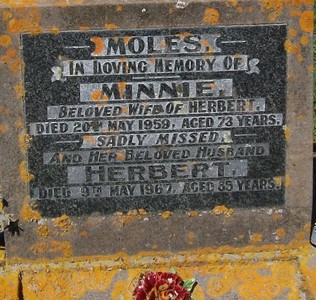 MOLES.
IN LOVING MEMORY OF
MINNIE.
BELOVED WIFE OF HERBERT.
DIED 20TH MAY 1959. AGED 73 YEARS.
SADLY MISSED.
AND HER BELOVED HUSBAND
HERBERT.
DIED 9TH MAY 1967. AGED 85 YEARS.